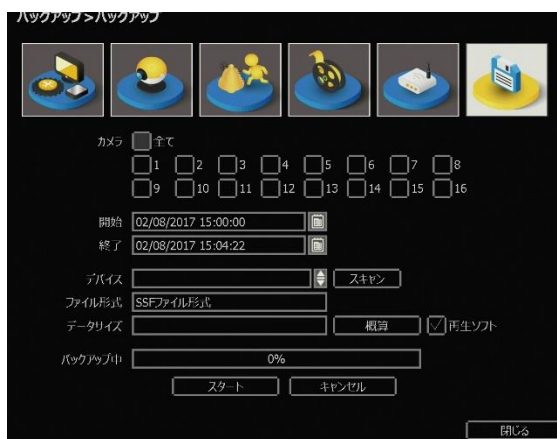 バックアップ>バックアップ
カメラ 全て
1 2 3 4 5 6 7 8
9 10 11 12 13 14 15 16
開始 02/08/2017 15:00:00
終了 02/08/2017 15:04:22
デバイス スキャン
ファイル形式 SSFファイル形式
データサイズ 概算 再生ソフト
バックアップ中 0%
スタート キャンセル
閉じる